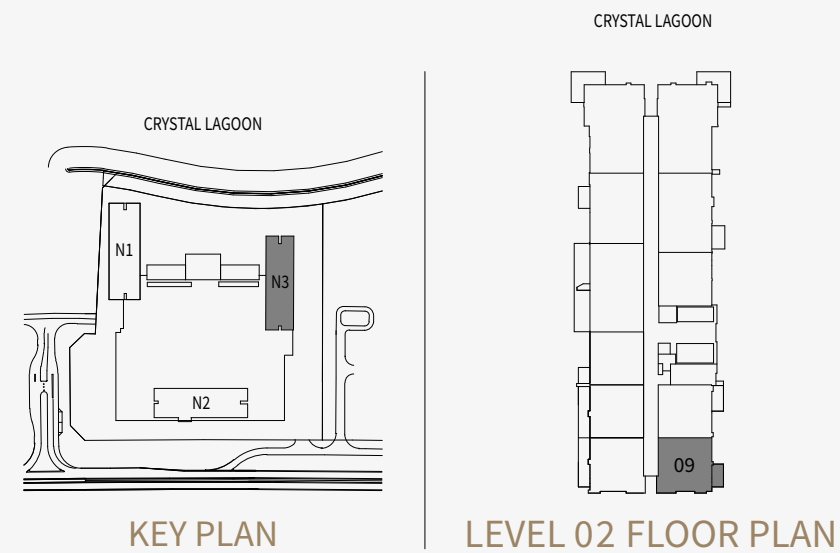 CRYSTAL LAGOON
CRYSTAL LAGOON
N1
N3
N2
09
KEY PLAN
LEVEL 02 FLOOR PLAN